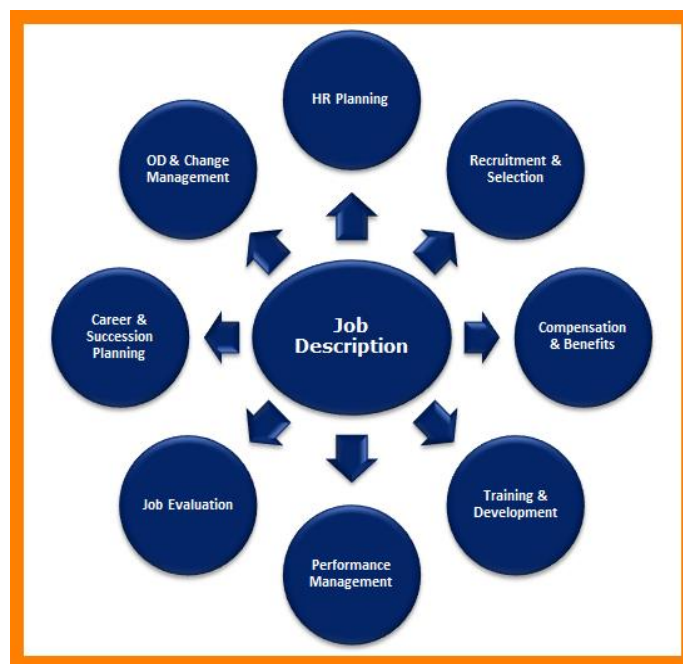 HR Planning
OD & Change
Management
Recruitment &
Selection
Career &
Succession
Planning
Job
Description
Compensation
& Benefits
Job Evaluation
Training &
Development
Performance
Management